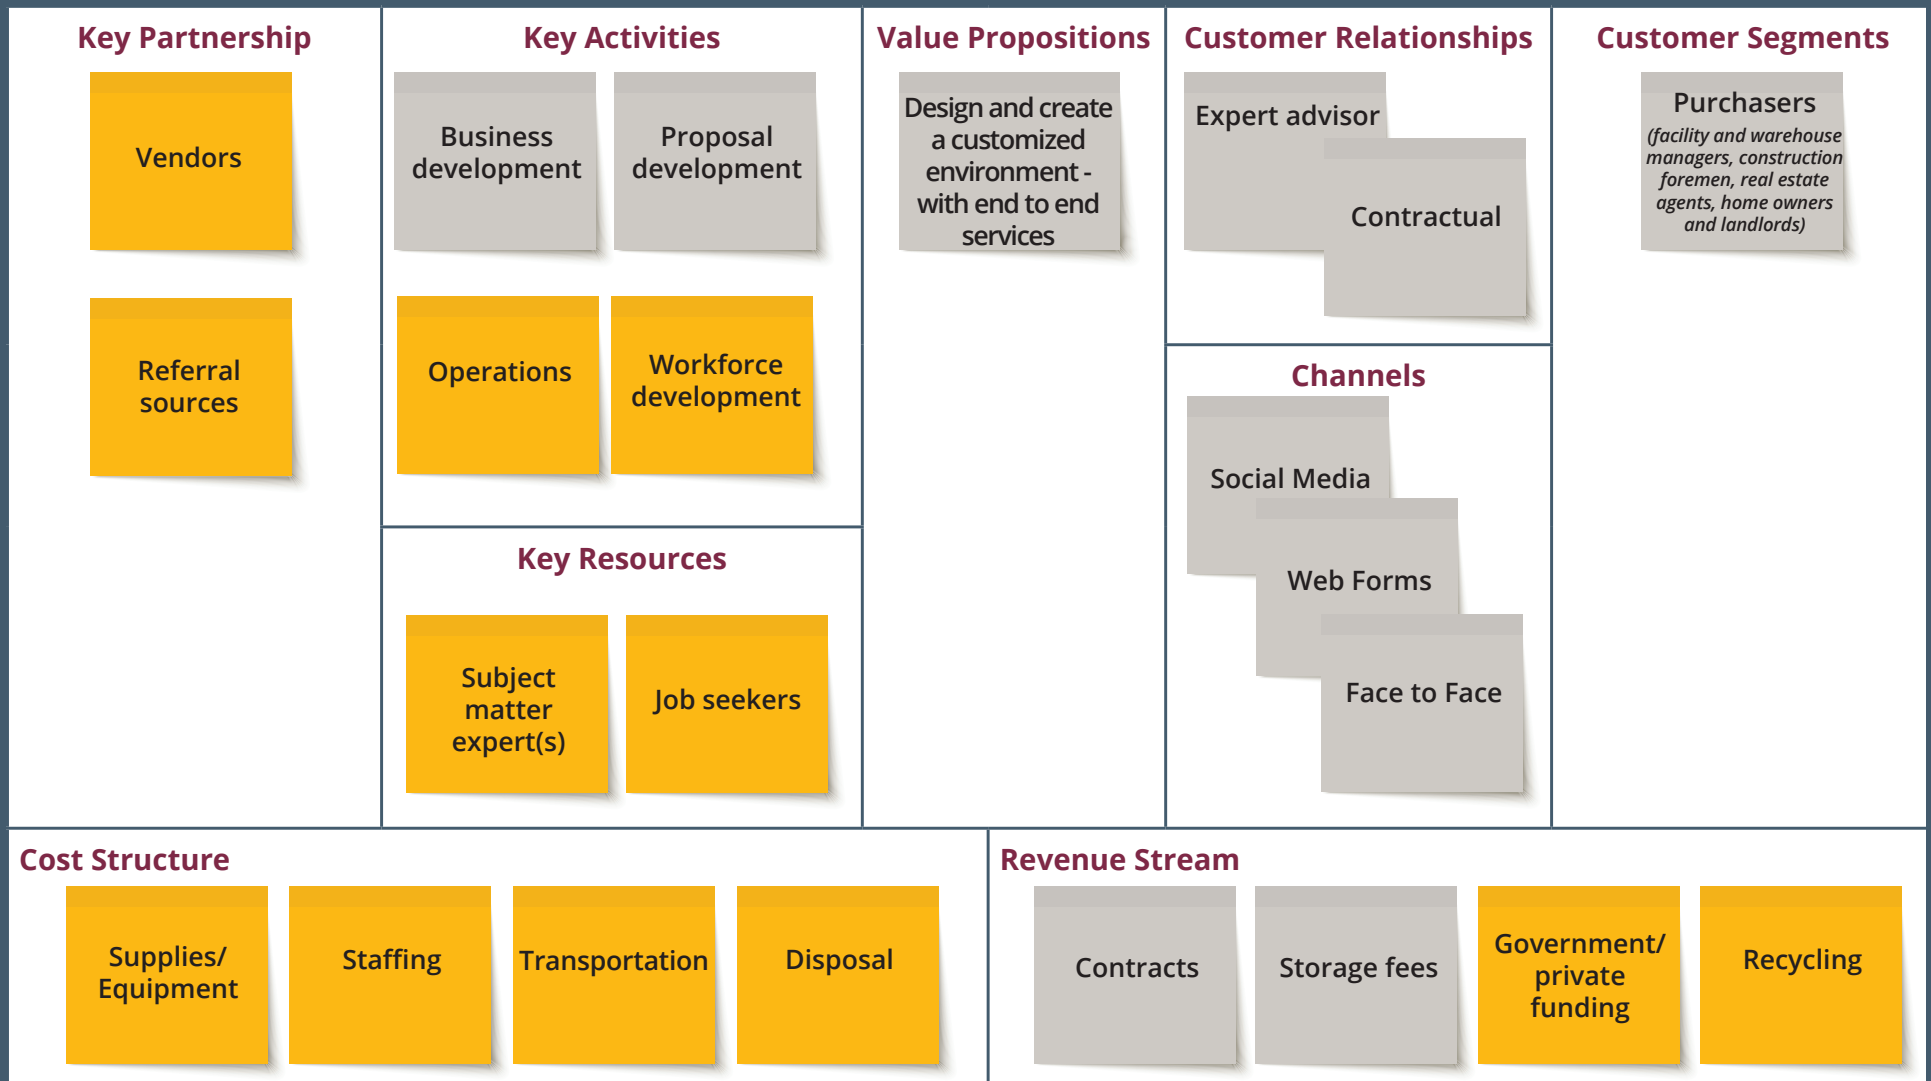 Key Partnership
Vendors
Referral
sources
Key Activities
Business
development
Proposal
development
Operations
Workforce
development
Key Resources
Subject
matter
expert(s)
Job seekers
Value Propositions
Design and create
a customized
environment -
with end to end
services
Customer Relationships
Expert advisor
Contractual
Channels
Social Media
Web Forms
Face to Face
Customer Segments
Purchasers
(facility and warehouse
managers, construction
foremen, real estate
agents, home owners
and landlords)
Cost Structure
Supplies/
Equipment
Staffing
Transportation
Disposal
Revenue Stream
Contracts
Storage fees
Government/
private
funding
Recycling